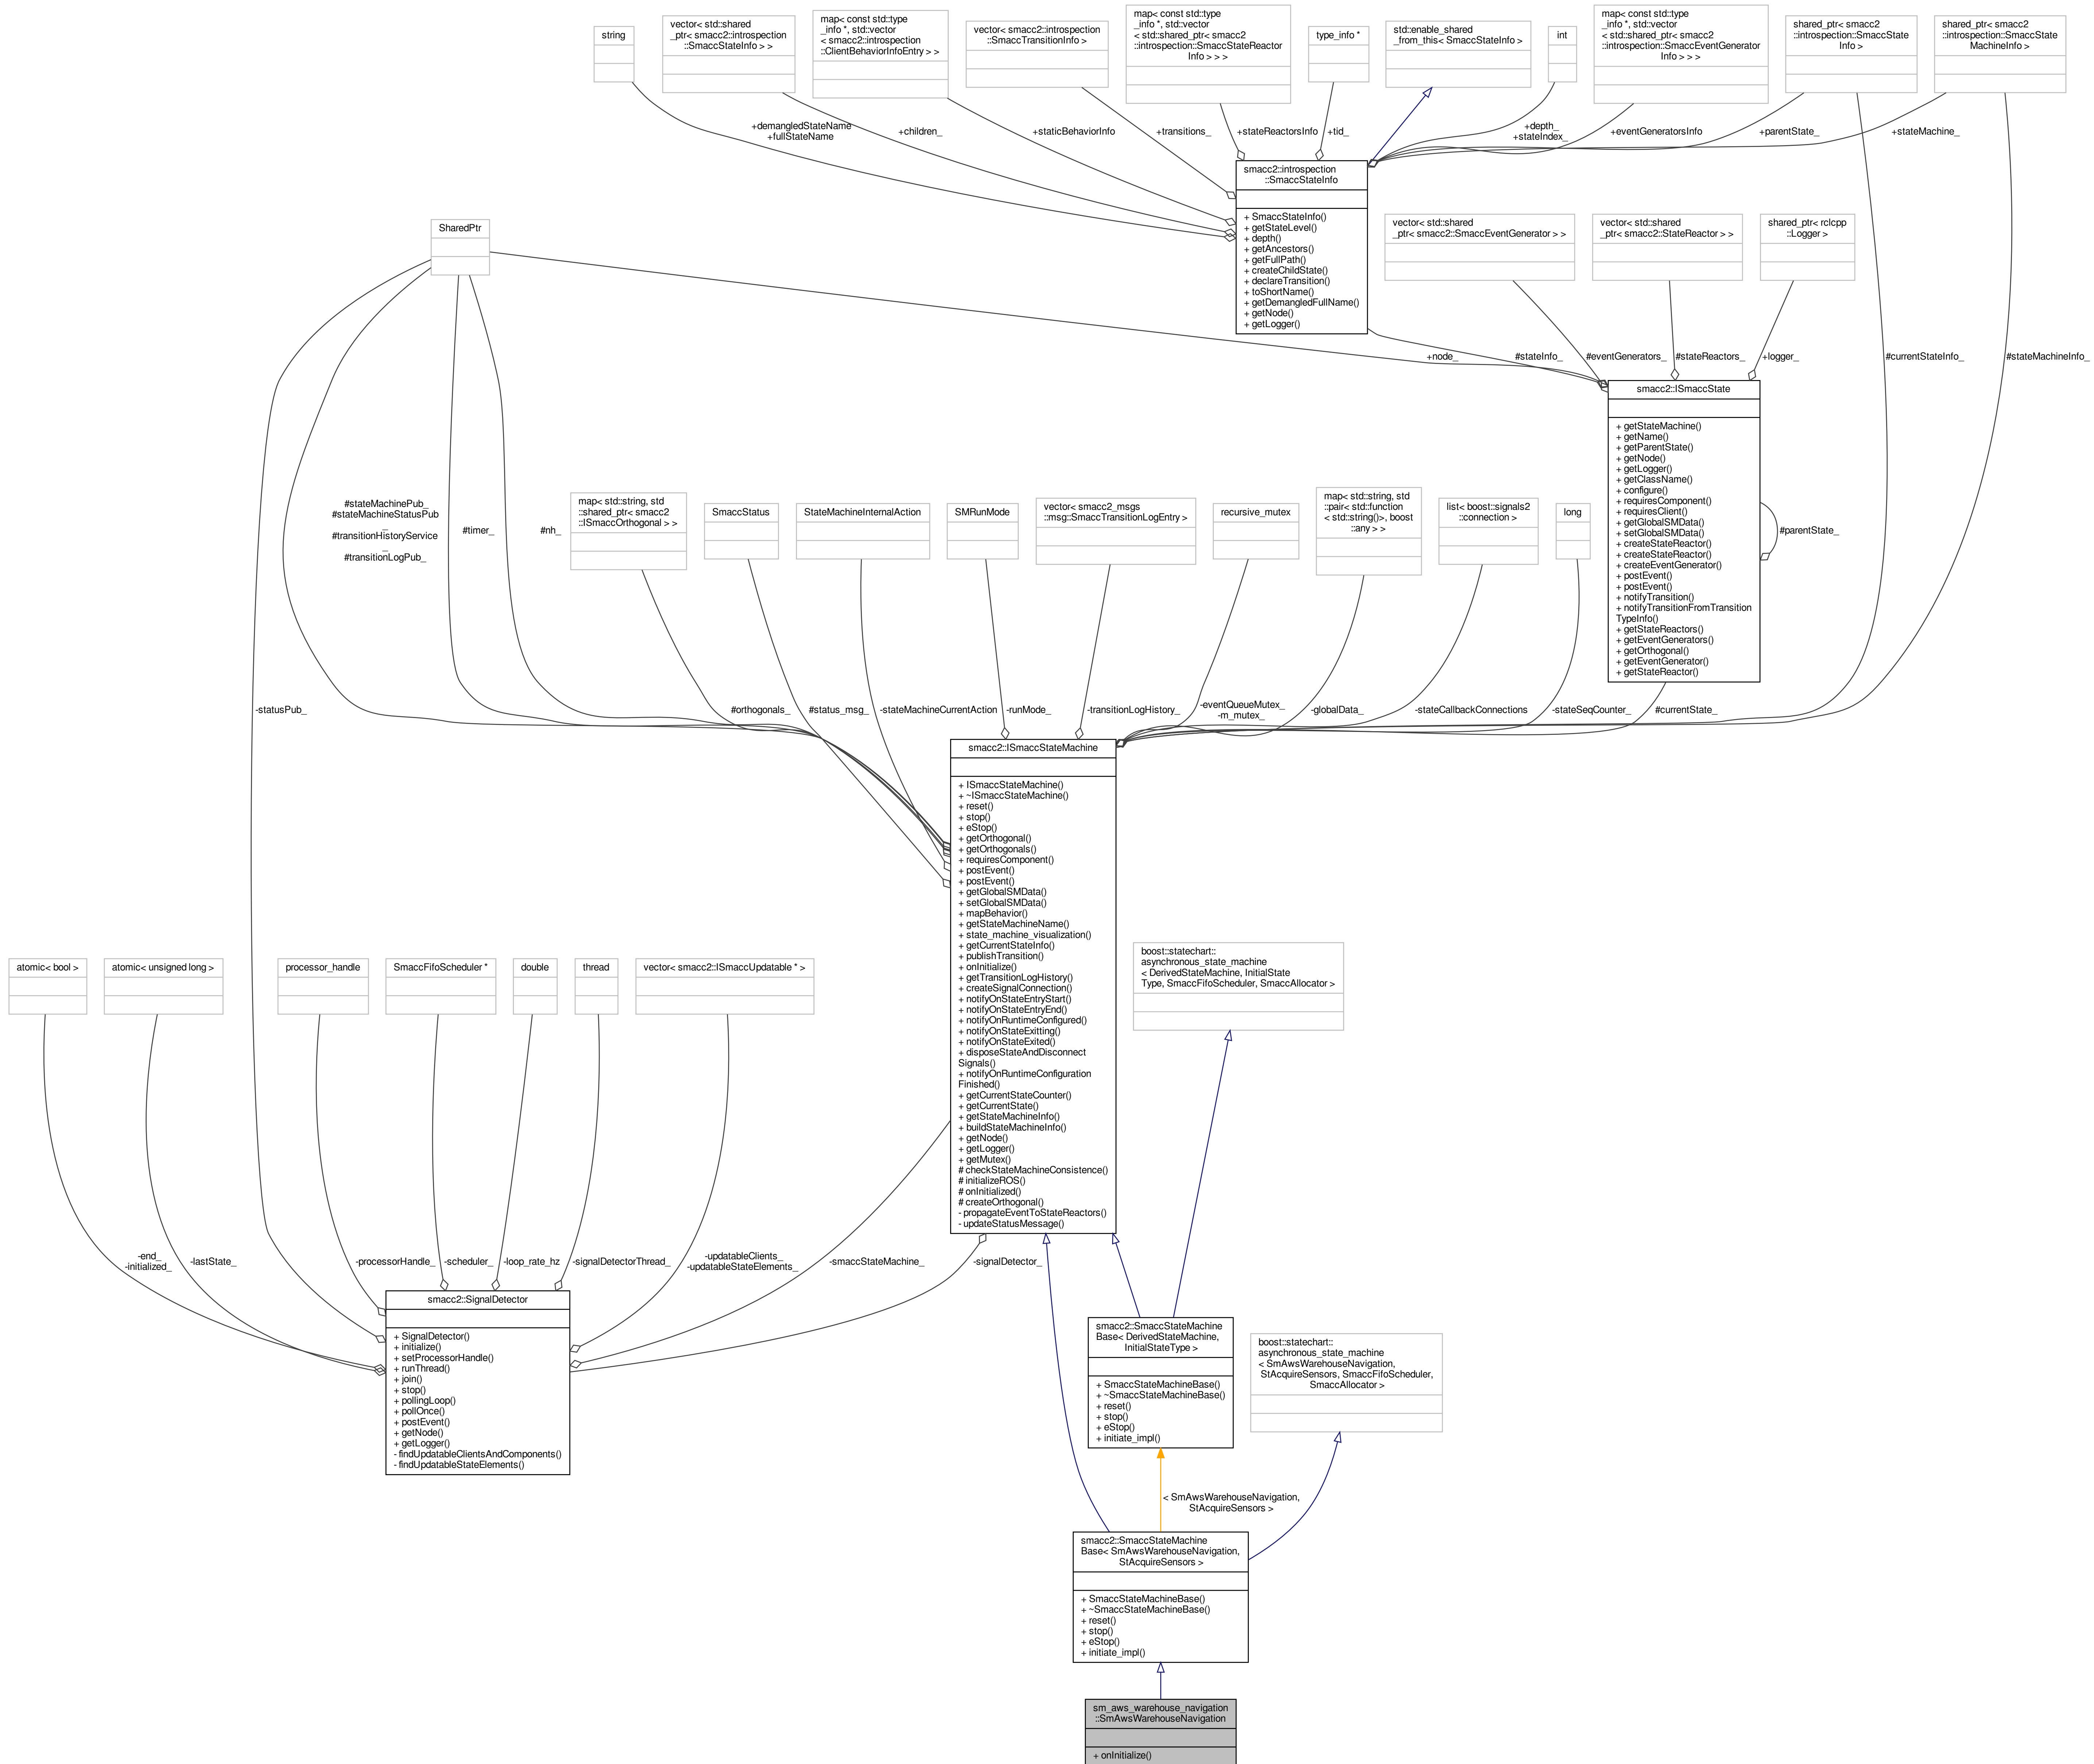 string
vector< std::shared
_ptr< smacc2::introspection
::SmaccStateInfo > >
map< const std::type
_info *, std::vector
< smacc2::introspection
::ClientBehaviorInfoEntry > >
vector< smacc2::introspection
::SmaccTransitionInfo >
map< const std::type
_info *, std::vector
< std::shared_ptr< smacc2
::introspection::SmaccStateReactor
Info > > >
type_info *
std::enable_shared
_from_this< SmaccStateInfo >
int
map< const std::type
_info *, std::vector
< std::shared_ptr< smacc2
::introspection::SmaccEventGenerator
Info > > >
shared_ptr< smacc2
::introspection::SmaccState
Info >
shared_ptr< smacc2
::introspection::SmaccState
MachineInfo >
+demangledStateName
+fullStateName
+children_
+staticBehaviorInfo
+transitions_
+stateReactorsInfo
+tid_
+depth_
+stateIndex_
+eventGeneratorsInfo
+parentState_
+stateMachine_
smacc2::introspection
::SmaccStateInfo
+ SmaccStateInfo()
+ getStateLevel()
+ depth()
+ getAncestors()
+ getFullPath()
+ createChildState()
+ declareTransition()
+ toShortName()
+ getDemangledFullName()
+ getNode()
+ getLogger()
SharedPtr
vector< std::shared
_ptr< smacc2::SmaccEventGenerator > >
vector< std::shared
_ptr< smacc2::StateReactor > >
shared_ptr< rclcpp
::Logger >
+node_
#stateInfo_
#eventGenerators_
#stateReactors_
+logger_
#currentStateInfo_
#stateMachineInfo_
smacc2::ISmaccState
+ getStateMachine()
+ getName()
+ getParentState()
+ getNode()
+ getLogger()
+ getClassName()
+ configure()
+ requiresComponent()
+ requiresClient()
+ getGlobalSMData()
+ setGlobalSMData()
+ createStateReactor()
+ createStateReactor()
+ createEventGenerator()
+ postEvent()
+ postEvent()
+ notifyTransition()
+ notifyTransitionFromTransition
TypeInfo()
+ getStateReactors()
+ getEventGenerators()
+ getOrthogonal()
+ getEventGenerator()
+ getStateReactor()
#parentState_
#stateMachinePub_
#stateMachineStatusPub
_
#transitionHistoryService
_
#transitionLogPub_
#timer_
#nh_
map< std::string, std
::shared_ptr< smacc2
::ISmaccOrthogonal > >
SmaccStatus
StateMachineInternalAction
SMRunMode
vector< smacc2_msgs
::msg::SmaccTransitionLogEntry >
recursive_mutex
map< std::string, std
::pair< std::function
< std::string()>, boost
::any > >
list< boost::signals2
::connection >
long
-statusPub_
#orthogonals_
#status_msg_
-stateMachineCurrentAction
-runMode_
-transitionLogHistory_
-eventQueueMutex_
-m_mutex_
-globalData_
-stateCallbackConnections
-stateSeqCounter_
#currentState_
smacc2::ISmaccStateMachine
+ ISmaccStateMachine()
+ ~ISmaccStateMachine()
+ reset()
+ stop()
+ eStop()
+ getOrthogonal()
+ getOrthogonals()
+ requiresComponent()
+ postEvent()
+ postEvent()
+ getGlobalSMData()
+ setGlobalSMData()
+ mapBehavior()
+ getStateMachineName()
+ state_machine_visualization()
+ getCurrentStateInfo()
+ publishTransition()
+ onInitialize()
+ getTransitionLogHistory()
+ createSignalConnection()
+ notifyOnStateEntryStart()
+ notifyOnStateEntryEnd()
+ notifyOnRuntimeConfigured()
+ notifyOnStateExitting()
+ notifyOnStateExited()
+ disposeStateAndDisconnect
Signals()
+ notifyOnRuntimeConfiguration
Finished()
+ getCurrentStateCounter()
+ getCurrentState()
+ getStateMachineInfo()
+ buildStateMachineInfo()
+ getNode()
+ getLogger()
+ getMutex()
# checkStateMachineConsistence()
# initializeROS()
# onInitialized()
# createOrthogonal()
- propagateEventToStateReactors()
- updateStatusMessage()
atomic< bool >
atomic< unsigned long >
processor_handle
SmaccFifoScheduler *
double
thread
vector< smacc2::ISmaccUpdatable * >
boost::statechart::
asynchronous_state_machine
< DerivedStateMachine, InitialState
Type, SmaccFifoScheduler, SmaccAllocator >
-end_
-initialized_
-lastState_
-processorHandle_
-scheduler_
-loop_rate_hz
-signalDetectorThread_
-updatableClients_
-updatableStateElements_
-smaccStateMachine_
-signalDetector_
smacc2::SignalDetector
+ SignalDetector()
+ initialize()
+ setProcessorHandle()
+ runThread()
+ join()
+ stop()
+ pollingLoop()
+ pollOnce()
+ postEvent()
+ getNode()
+ getLogger()
- findUpdatableClientsAndComponents()
- findUpdatableStateElements()
smacc2::SmaccStateMachine
Base< DerivedStateMachine,
InitialStateType >
+ SmaccStateMachineBase()
+ ~SmaccStateMachineBase()
+ reset()
+ stop()
+ eStop()
+ initiate_impl()
boost::statechart::
asynchronous_state_machine
< SmAwsWarehouseNavigation,
StAcquireSensors, SmaccFifoScheduler,
SmaccAllocator >
< SmAwsWarehouseNavigation,
StAcquireSensors >
smacc2::SmaccStateMachine
Base< SmAwsWarehouseNavigation,
StAcquireSensors >
+ SmaccStateMachineBase()
+ ~SmaccStateMachineBase()
+ reset()
+ stop()
+ eStop()
+ initiate_impl()
sm_aws_warehouse_navigation
::SmAwsWarehouseNavigation
+ onInitialize()